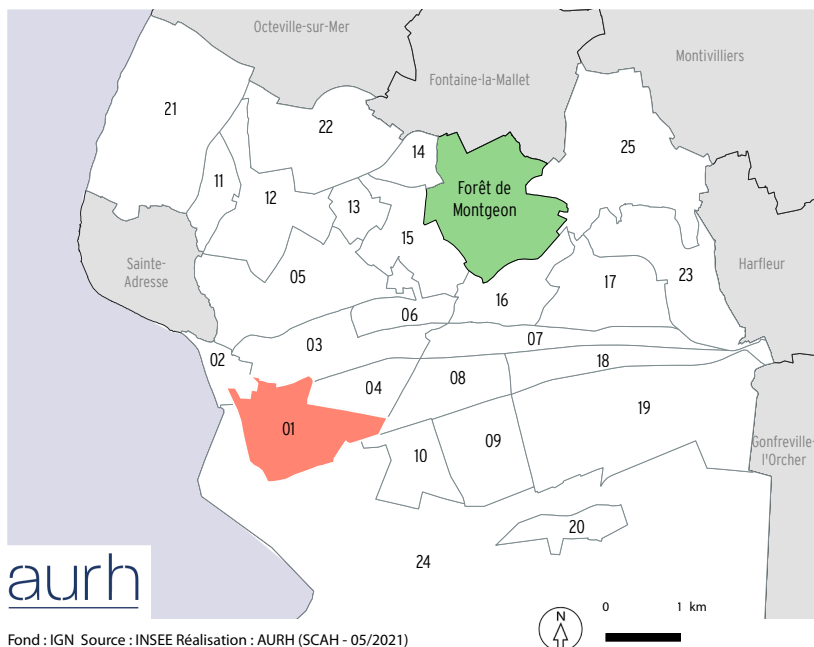 Octeville-sur-Mer
Montivilliers
Fontaine-la-Mallet
21
22
14
25
11
12
13
Forêt de
Montgeon
15
Sainte-
Adresse
05
Harfleur
23
17
16
06
07
03
02
18
04
08
19
01
09
10
Gonfreville-
l'Orcher
20
24
aurh
N
0 1 km
Fond : IGN Source : INSEE Réalisation : AURH (SCAH - 05/2021)